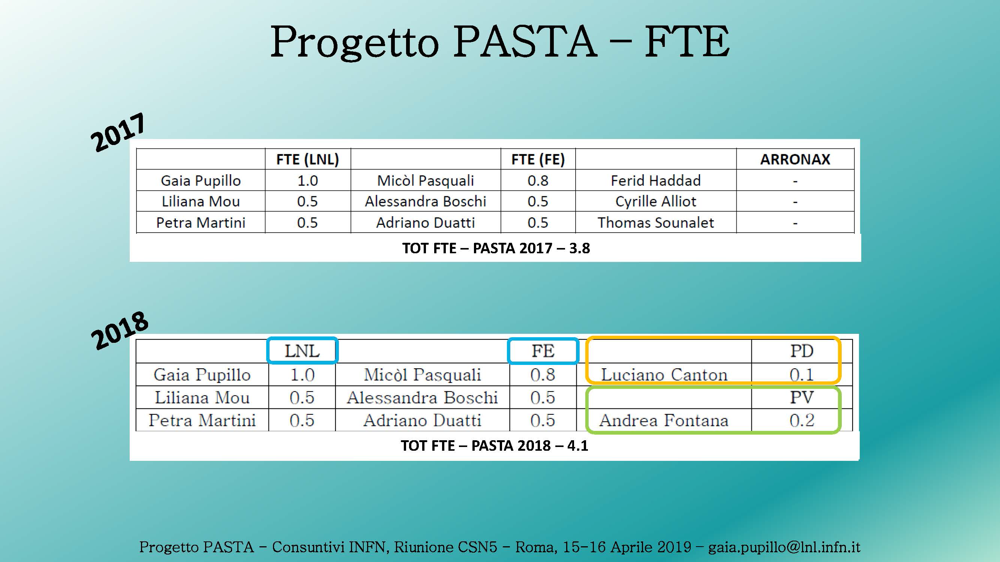 Progetto PASTA – FTE
2017
FTE (LNL) FTE (FE) ARRONAX
Gaia Pupillo 1.0 Micòl Pasquali 0.8 Ferid Haddad -
Liliana Mou 0.5 Alessandra Boschi 0.5 Cyrille Alliot -
Petra Martini 0.5 Adriano Duatti 0.5 Thomas Sounalet -
TOT FTE – PASTA 2017 – 3.8
2018
LNL FE PD
Gaia Pupillo 1.0 Micòl Pasquali 0.8 Luciano Canton 0.1
Liliana Mou 0.5 Alessandra Boschi 0.5 PV
Petra Martini 0.5 Adriano Duatti 0.5 Andrea Fontana 0.2
TOT FTE – PASTA 2018 – 4.1
Progetto PASTA - Consuntivi INFN, Riunione CSN5 - Roma, 15-16 Aprile 2019 – gaia.pupillo@lnl.infn.it